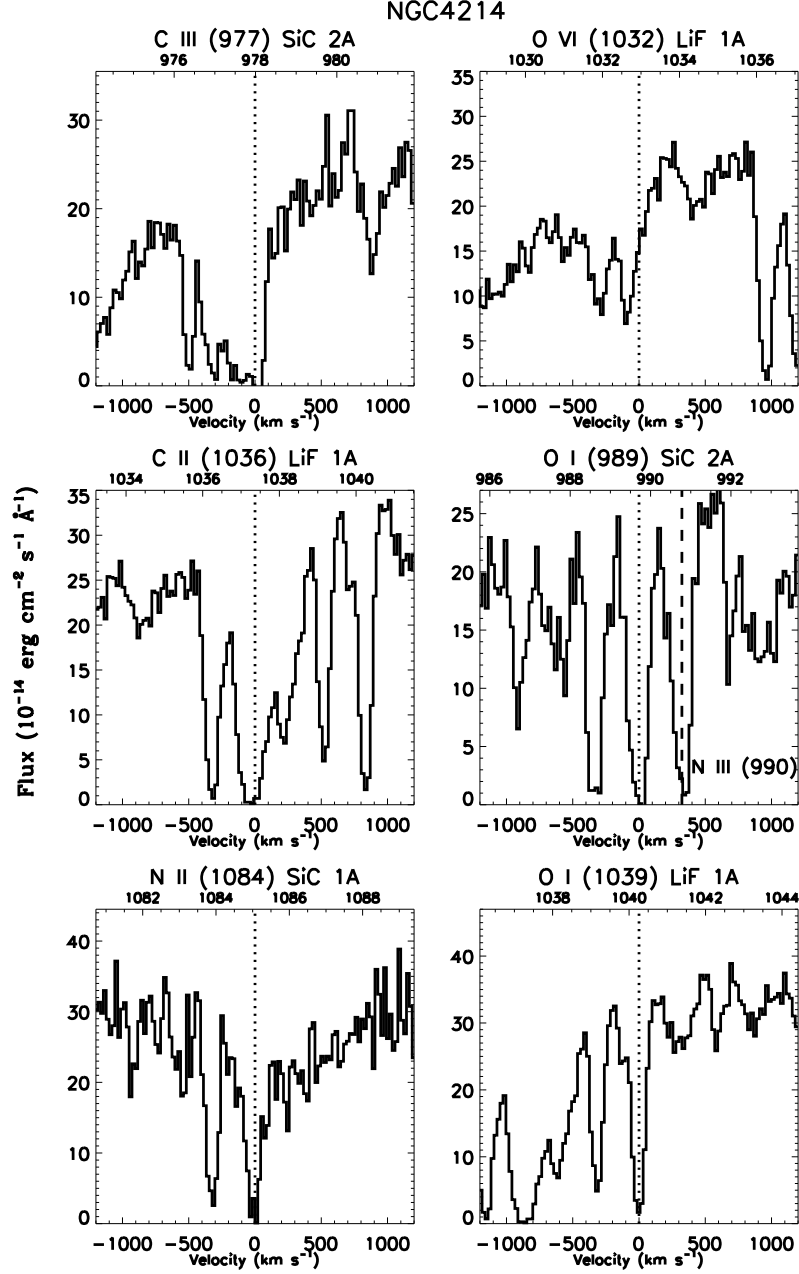 NGC4214
C III (977) SiC 2A
O VI (1032) LiF 1A
976 978 980
1030 1032 1034 1036
30
20
10
0
35
30
25
20
15
10
5
0
−1000 −500 0 500 1000
Velocity (km s⁻¹)
−1000 −500 0 500 1000
Velocity (km s⁻¹)
C II (1036) LiF 1A
O I (989) SiC 2A
1034 1036 1038 1040
986 988 990 992
Flux (10⁻¹⁴ erg cm⁻² s⁻¹ Å⁻¹)
35
30
25
20
15
10
5
0
25
20
15
10
5
0
N III (990)
−1000 −500 0 500 1000
Velocity (km s⁻¹)
−1000 −500 0 500 1000
Velocity (km s⁻¹)
N II (1084) SiC 1A
O I (1039) LiF 1A
1082 1084 1086 1088
1038 1040 1042 1044
40
30
20
10
0
40
30
20
10
0
−1000 −500 0 500 1000
Velocity (km s⁻¹)
−1000 −500 0 500 1000
Velocity (km s⁻¹)